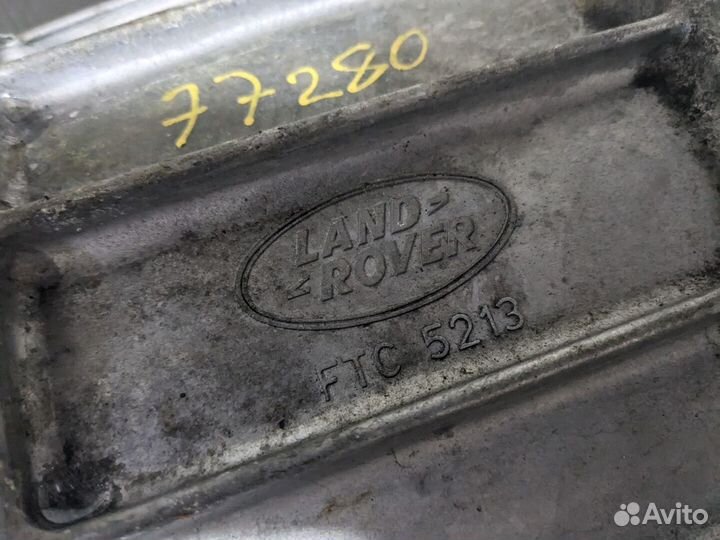 77280
LAND
ROVER
FTC 5213
Avito